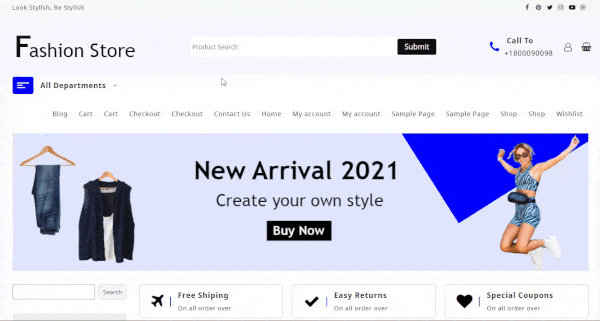 Look Stylish, Be Stylish
Fashion Store
Product Search
Submit
Call To
+1800090098
All Departments
Blog Cart Cart Checkout Checkout Contact Us Home My account My account Sample Page Sample Page Shop Shop Wishlist
New Arrival 2021
Create your own style
Buy Now
Search
Free Shiping
On all order over
Easy Returns
On all order over
Special Coupons
On all order over